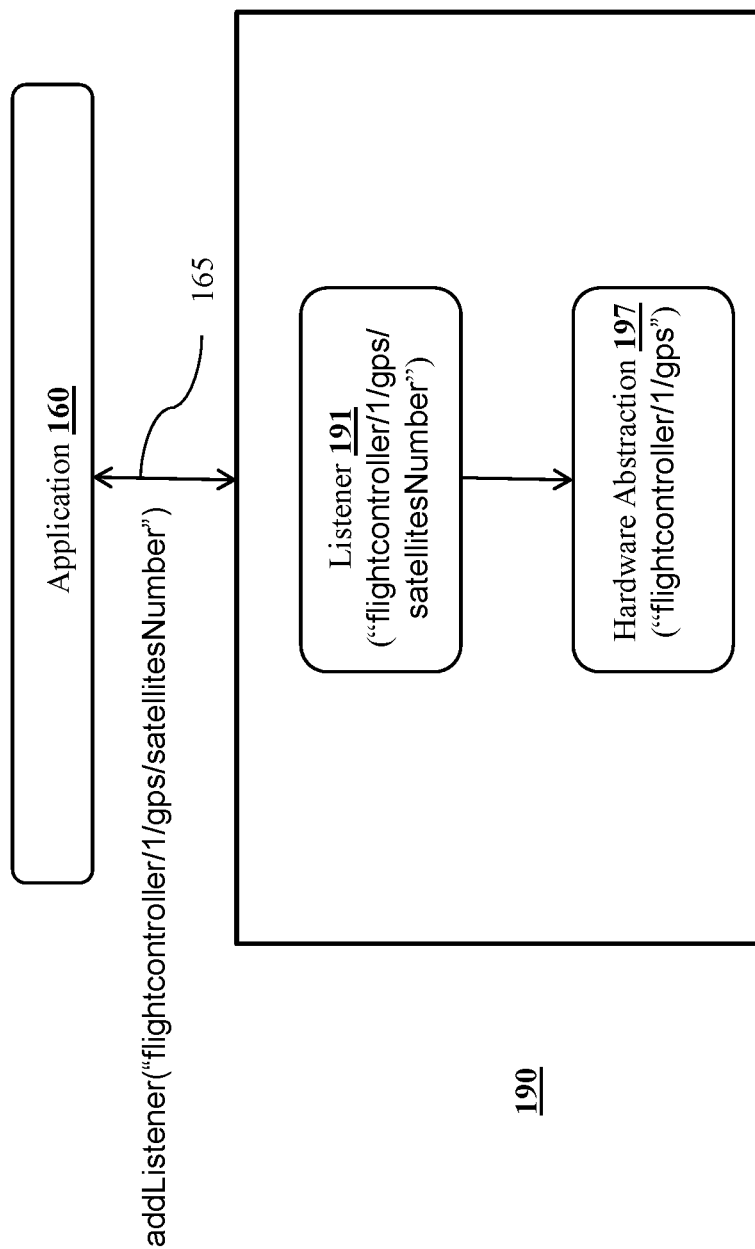 Application 160
addListener(“flightcontroller/1/gps/satellitesNumber”)
165
Listener 191
(“flightcontroller/1/gps/
satellitesNumber”)
Hardware Abstraction 197
(“flightcontroller/1/gps”)
190